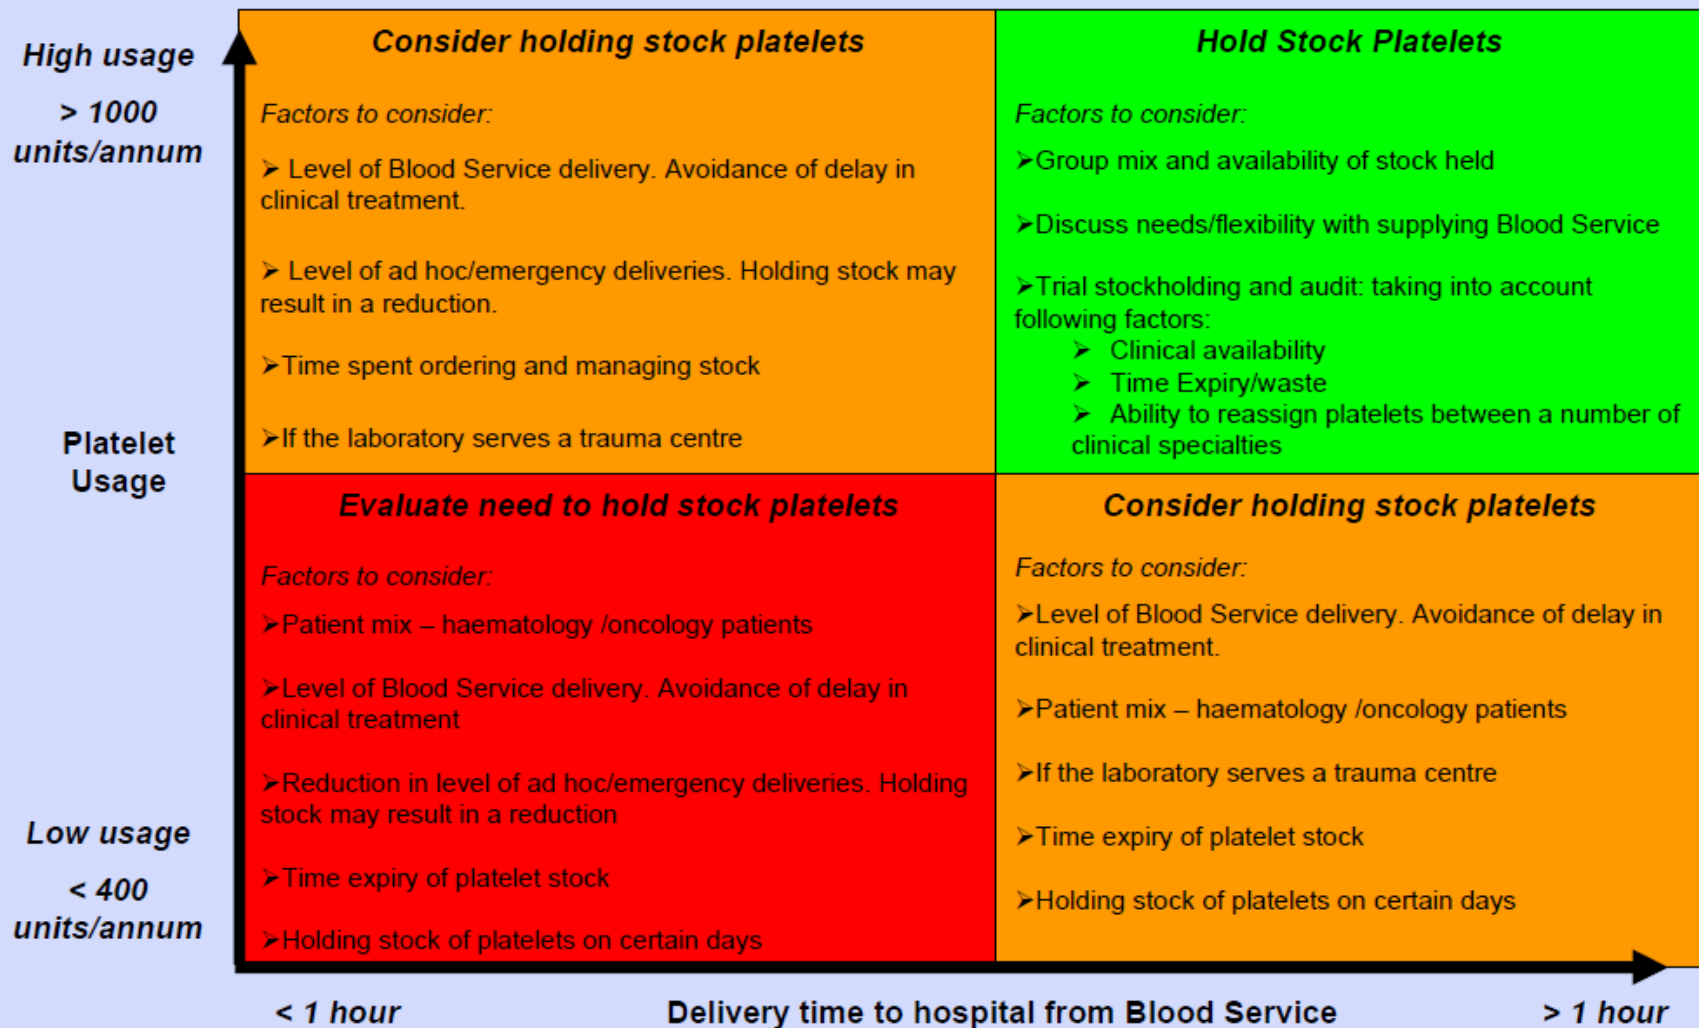 High usage
> 1000
units/annum
Platelet
Usage
Low usage
< 400
units/annum
Consider holding stock platelets
Factors to consider:
➢ Level of Blood Service delivery. Avoidance of delay in
clinical treatment.
➢ Level of ad hoc/emergency deliveries. Holding stock may
result in a reduction.
➢Time spent ordering and managing stock
➢If the laboratory serves a trauma centre
Hold Stock Platelets
Factors to consider:
➢Group mix and availability of stock held
➢Discuss needs/flexibility with supplying Blood Service
➢Trial stockholding and audit: taking into account
following factors:
➢ Clinical availability
➢ Time Expiry/waste
➢ Ability to reassign platelets between a number of
clinical specialties
Evaluate need to hold stock platelets
Factors to consider:
➢Patient mix – haematology /oncology patients
➢Level of Blood Service delivery. Avoidance of delay in
clinical treatment
➢Reduction in level of ad hoc/emergency deliveries. Holding
stock may result in a reduction
➢Time expiry of platelet stock
➢Holding stock of platelets on certain days
Consider holding stock platelets
Factors to consider:
➢Level of Blood Service delivery. Avoidance of delay in
clinical treatment.
➢Patient mix – haematology /oncology patients
➢If the laboratory serves a trauma centre
➢Time expiry of platelet stock
➢Holding stock of platelets on certain days
< 1 hour
Delivery time to hospital from Blood Service
> 1 hour